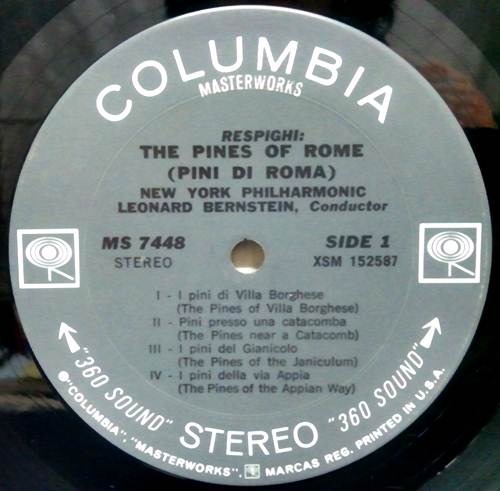 COLUMBIA
MASTERWORKS
RESPIGHI:
THE PINES OF ROME
(PINI DI ROMA)
NEW YORK PHILHARMONIC
LEONARD BERNSTEIN, Conductor
MS 7448
STEREO
SIDE 1
XSM 152587
I - I pini di Villa Borghese
(The Pines of Villa Borghese)
II - Pini presso una catacomba
(The Pines near a Catacomb)
III - I pini del Gianicolo
(The Pines of the Janiculum)
IV - I pini della via Appia
(The Pines of the Appian Way)
"360 SOUND" STEREO "360 SOUND"
"COLUMBIA", "MASTERWORKS", MARCAS REG. PRINTED IN U.S.A.